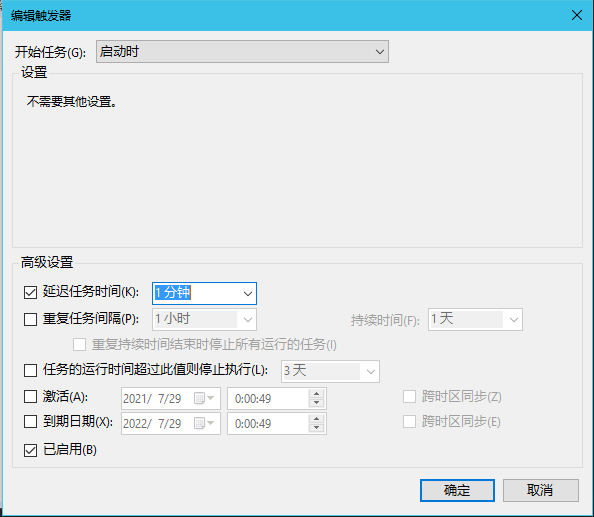 编辑触发器
开始任务(G): 启动时
设置
不需要其他设置。
高级设置
延迟任务时间(K): 1 分钟
重复任务间隔(P): 1 小时 持续时间(F): 1 天
重复持续时间结束时停止所有运行的任务(I)
任务的运行时间超过此值则停止执行(L): 3 天
激活(A): 2021/ 7/29 0:00:49 跨时区同步(Z)
到期日期(X): 2022/ 7/29 0:00:49 跨时区同步(E)
已启用(B)
确定 取消